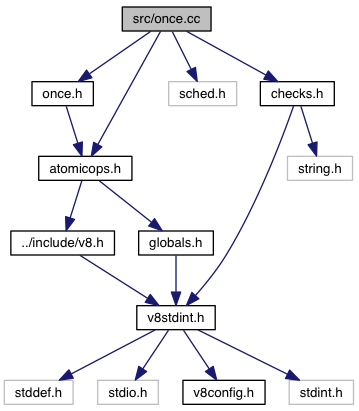 src/once.cc
once.h
sched.h
checks.h
atomicops.h
string.h
../include/v8.h
globals.h
v8stdint.h
stddef.h
stdio.h
v8config.h
stdint.h